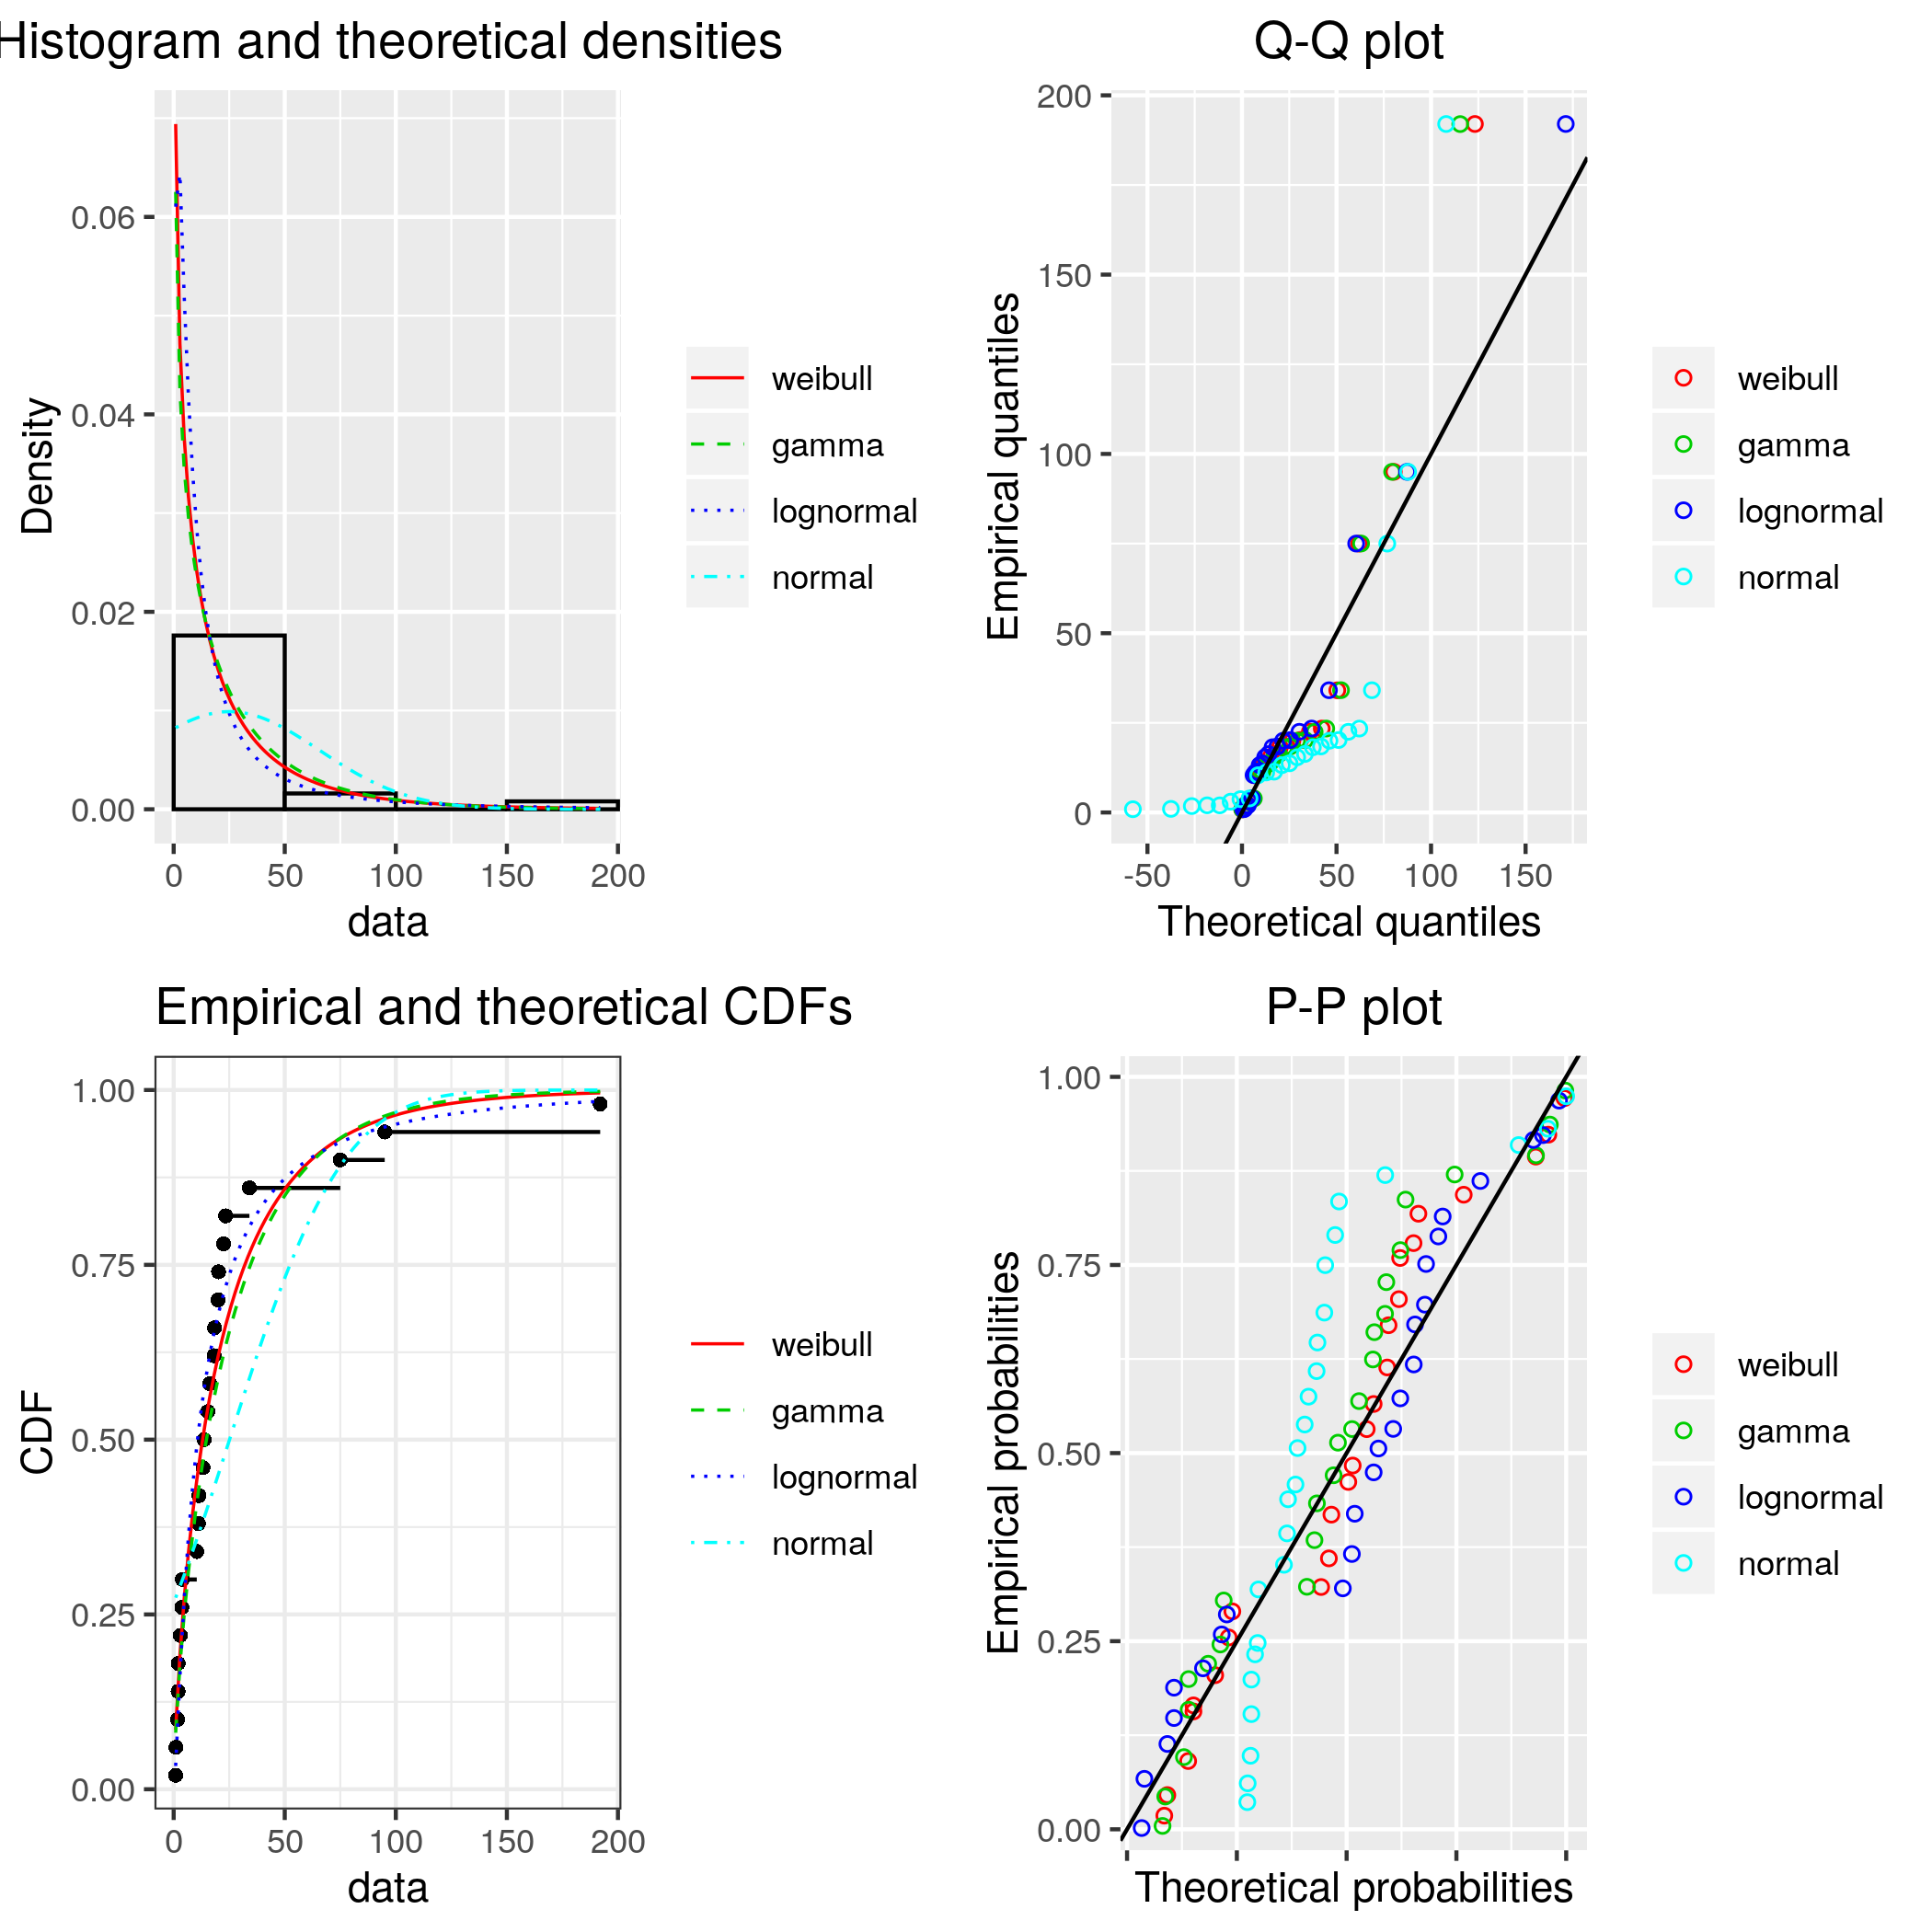 Histogram and theoretical densities
0.06
0.04
0.02
0.00
Density
0 50 100 150 200
data
weibull
gamma
lognormal
normal
Q-Q plot
200
150
100
50
0
Empirical quantiles
-50 0 50 100 150
Theoretical quantiles
weibull
gamma
lognormal
normal
Empirical and theoretical CDFs
1.00
0.75
0.50
0.25
0.00
CDF
0 50 100 150 200
data
weibull
gamma
lognormal
normal
P-P plot
1.00
0.75
0.50
0.25
0.00
Empirical probabilities
Theoretical probabilities
weibull
gamma
lognormal
normal